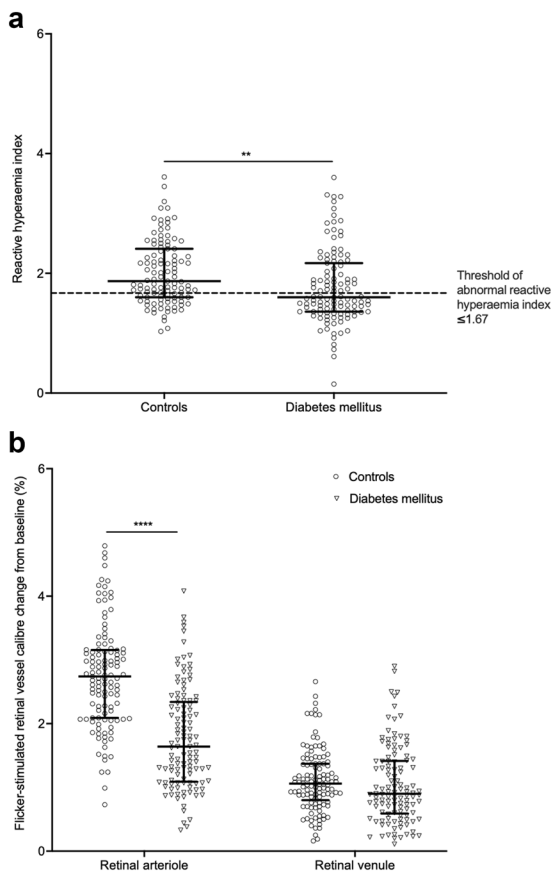 a
6
4
2
0
Reactive hyperaemia index
**
Threshold of
abnormal reactive
hyperaemia index
≤1.67
Controls
Diabetes mellitus
b
6
4
2
0
Flicker-stimulated retinal vessel calibre change from baseline (%)
Controls
Diabetes mellitus
****
Retinal arteriole
Retinal venule